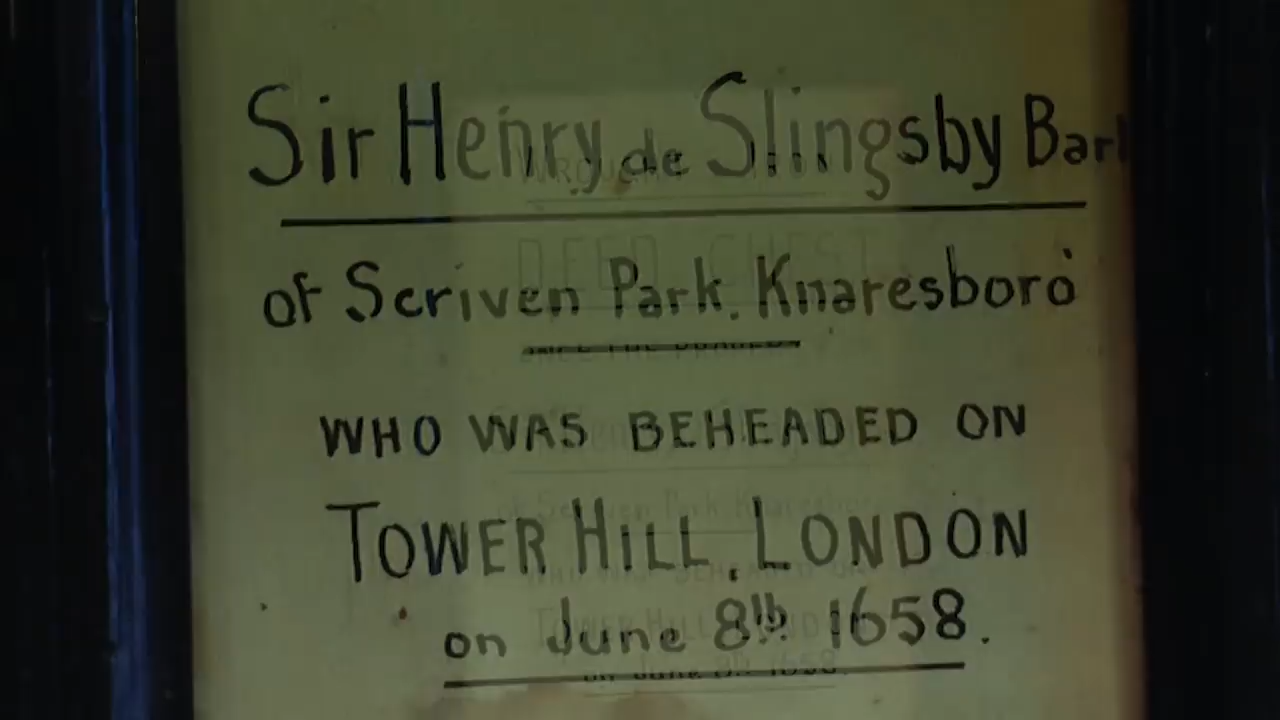 Sir Henry de Slingsby Bart
of Scriven Park, Knaresboro'
WHO WAS BEHEADED ON
TOWER HILL, LONDON
on June 8th 1658.